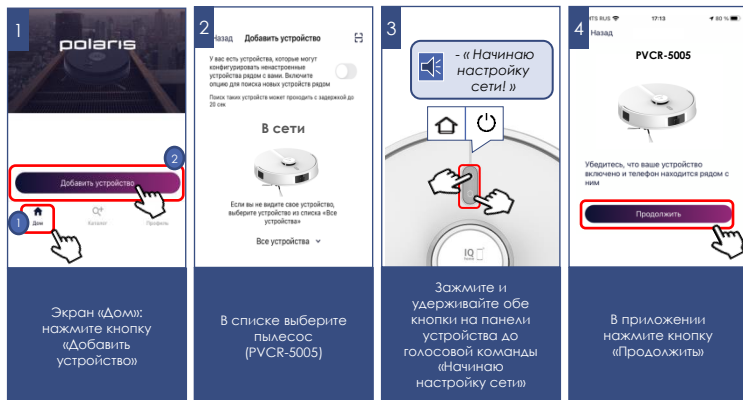 1
polaris
2
Добавить устройство
1
Дом
Каталог
Профиль
Экран «Дом»:
нажмите кнопку
«Добавить
устройство»
2
Назад
Добавить устройство
У вас есть устройства, которые могут
конфигурировать ненастроенные
устройства рядом с вами. Включите
опцию для поиска новых устройств рядом
Поиск таких устройств может проходить с задержкой до
20 сек
В сети
Если вы не видите свое устройство,
выберите устройство из списка «Все
устройства»
Все устройства
В списке выберите
пылесос
(PVCR-5005)
3
- « Начинаю
настройку
сети! »
IQ
Зажмите и
удерживайте обе
кнопки на панели
устройства до
голосовой команды
«Начинаю
настройку сети»
4
MTS RUS
17:13
80 %
Назад
PVCR-5005
Убедитесь, что ваше устройство
включено и телефон находится рядом с
ним
Продолжить
В приложении
нажмите кнопку
«Продолжить»